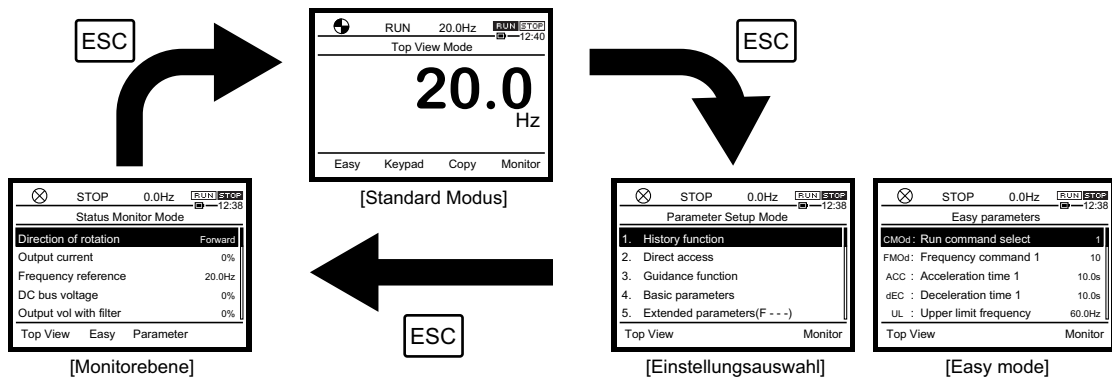 ESC
RUN 20.0Hz RUN STOP
12:40
Top View Mode
20.0
Hz
Easy Keypad Copy Monitor
[Standard Modus]
ESC
STOP 0.0Hz RUN STOP
12:38
Status Monitor Mode
Direction of rotation Forward
Output current 0%
Frequency reference 20.0Hz
DC bus voltage 0%
Output vol with filter 0%
Top View Easy Parameter
[Monitorebene]
ESC
STOP 0.0Hz RUN STOP
12:38
Parameter Setup Mode
1. History function
2. Direct access
3. Guidance function
4. Basic parameters
5. Extended parameters(F - - -)
Top View Monitor
[Einstellungsauswahl]
STOP 0.0Hz RUN STOP
12:38
Easy parameters
CMOd: Run command select 1
FMOd: Frequency command 1 10
ACC : Acceleration time 1 10.0s
dEC : Deceleration time 1 10.0s
UL : Upper limit frequency 60.0Hz
Top View Monitor
[Easy mode]